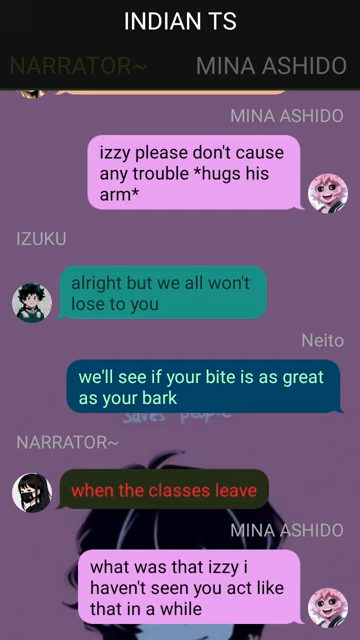 INDIAN TS
NARRATOR~ MINA ASHIDO
MINA ASHIDO
izzy please don't cause
any trouble *hugs his
arm*
IZUKU
alright but we all won't
lose to you
Neito
we'll see if your bite is as great
as your bark
saves people
NARRATOR~
when the classes leave
MINA ASHIDO
what was that izzy i
haven't seen you act like
that in a while